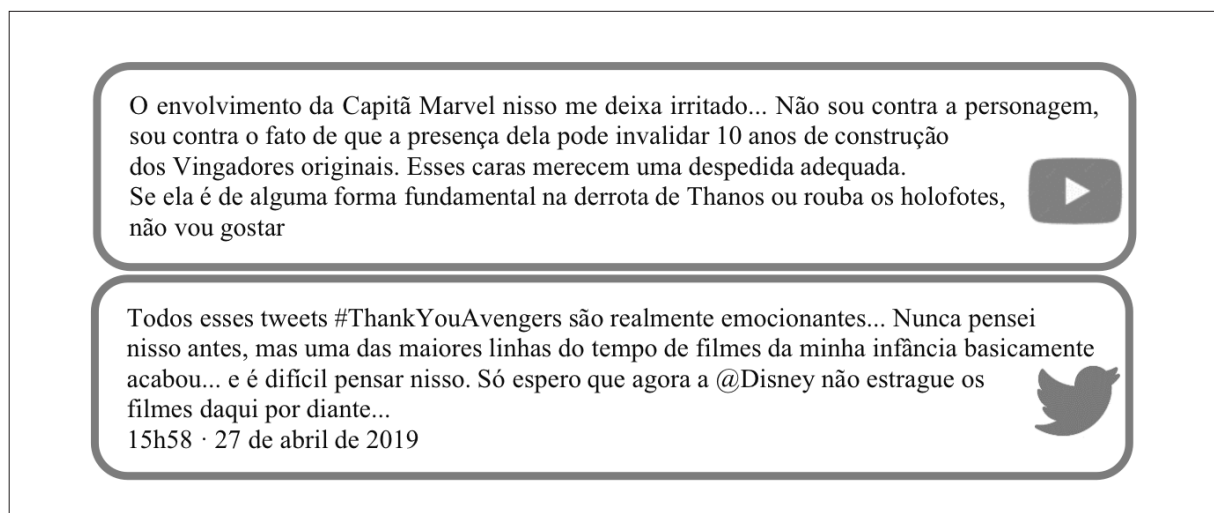 O envolvimento da Capitã Marvel nisso me deixa irritado... Não sou contra a personagem,
sou contra o fato de que a presença dela pode invalidar 10 anos de construção
dos Vingadores originais. Esses caras merecem uma despedida adequada.
Se ela é de alguma forma fundamental na derrota de Thanos ou rouba os holofotes,
não vou gostar
Todos esses tweets #ThankYouAvengers são realmente emocionantes... Nunca pensei
nisso antes, mas uma das maiores linhas do tempo de filmes da minha infância basicamente
acabou... e é difícil pensar nisso. Só espero que agora a @Disney não estrague os
filmes daqui por diante...
15h58 · 27 de abril de 2019